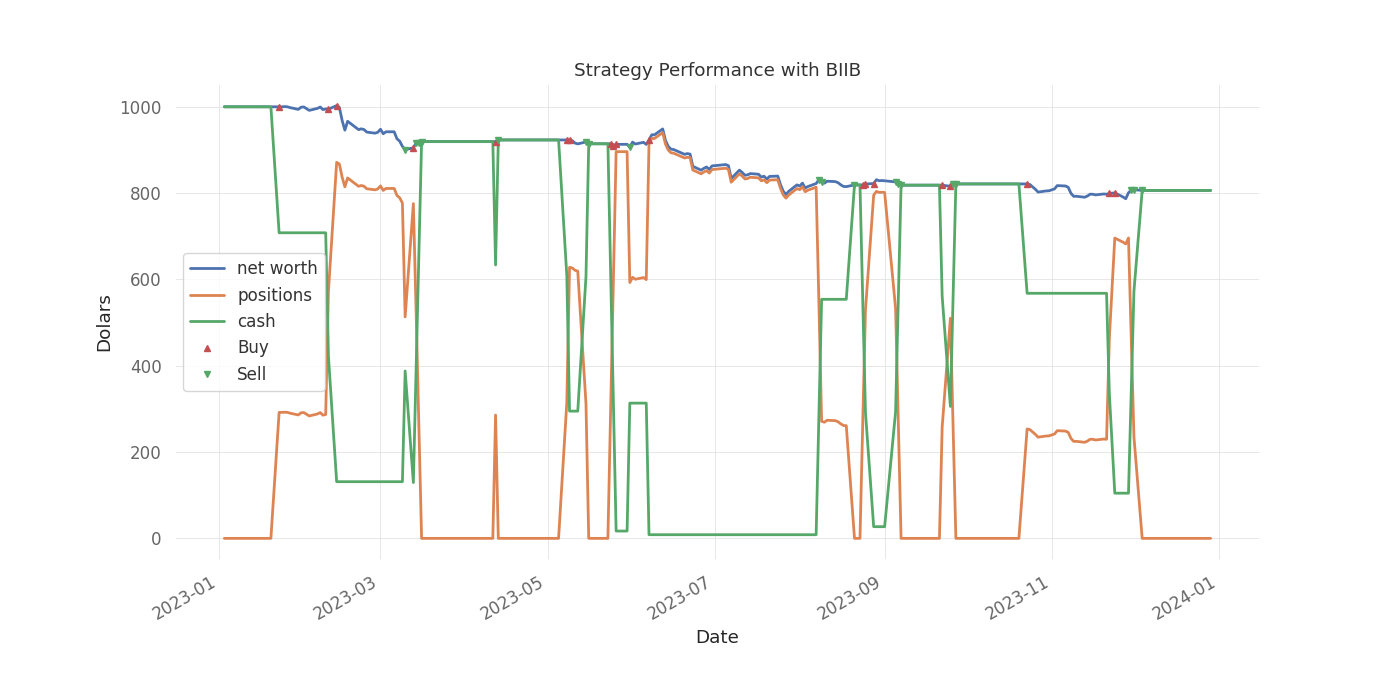 Strategy Performance with BIIB
Dolars
1000
800
600
400
200
0
net worth
positions
cash
Buy
Sell
2023-01
2023-03
2023-05
2023-07
2023-09
2023-11
2024-01
Date